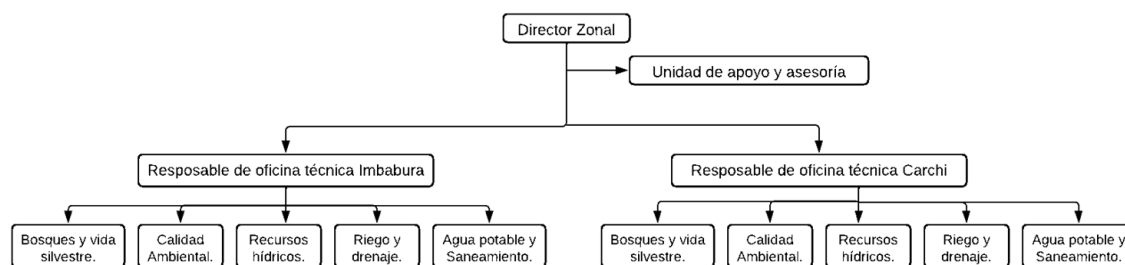 Director Zonal
Unidad de apoyo y asesoría
Resposable de oficina técnica Imbabura
Resposable de oficina técnica Carchi
Bosques y vida
silvestre.
Calidad
Ambiental.
Recursos
hídricos.
Riego y
drenaje.
Agua potable y
Saneamiento.
Bosques y vida
silvestre.
Calidad
Ambiental.
Recursos
hídricos.
Riego y
drenaje.
Agua potable y
Saneamiento.